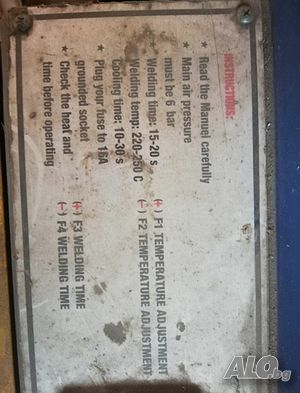 INSTRUCTIONS:
★ Read the Manuel carefully
★ Main air pressure
must be 6 bar
★ Welding time: 15-20 s
Welding temp: 220-250 C
Cooling time: 10-30 s
★ Plug your fuse to 16A
grounded socket
★ Check the heat and
time before operating
(+) F1 TEMPERATURE ADJUSTMENT
(-) F2 TEMPERATURE ADJUSTMENT
(+) F3 WELDING TIME
(-) F4 WELDING TIME
ALO.bg